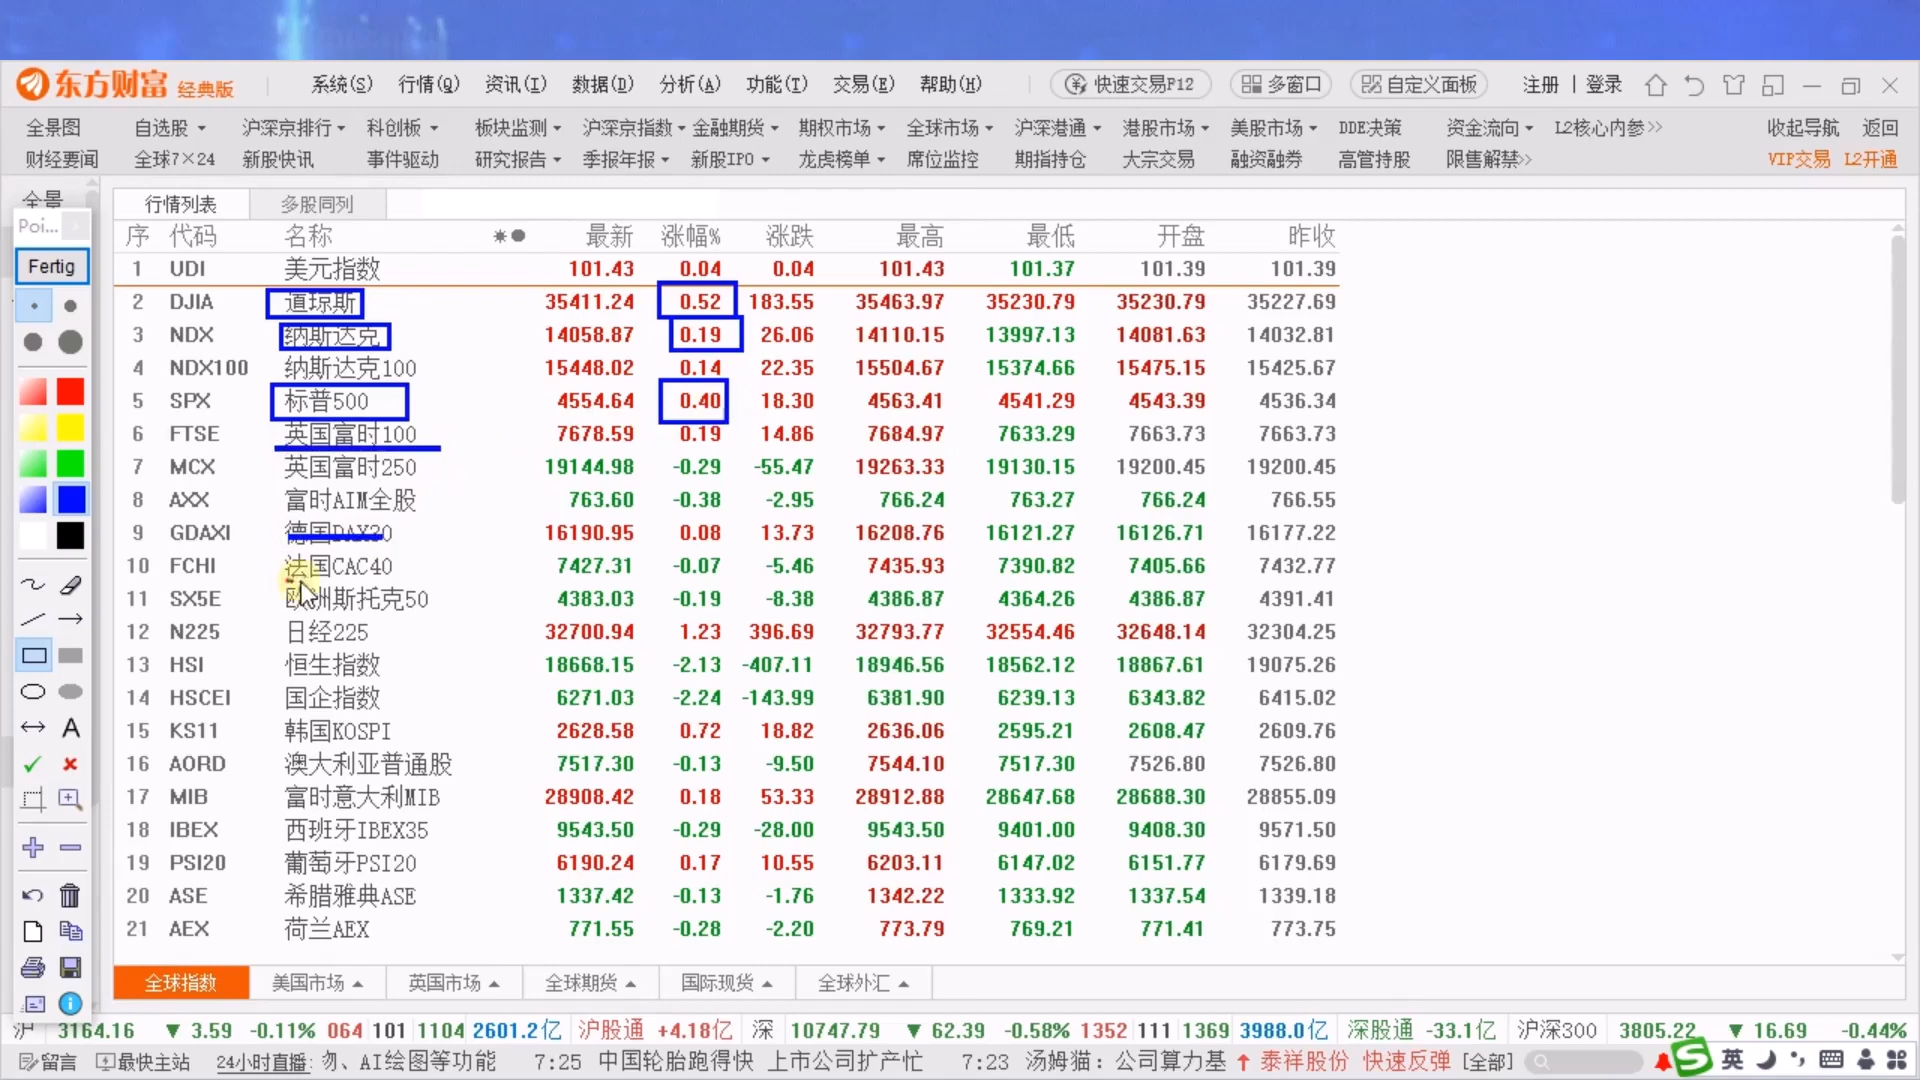 东方财富 经典版 系统(S) 行情(Q) 资讯(I) 数据(D) 分析(A) 功能(T) 交易(E) 帮助(H) 快速交易F12 多窗口 自定义面板 注册 | 登录
全景图 自选股 沪深京排行 科创板 板块监测 沪深京指数 金融期货 期权市场 全球市场 沪深港通 港股市场 美股市场 DDE决策 资金流向 L2核心内参>> 收起导航 返回
财经要闻 全球7×24 新股快讯 事件驱动 研究报告 季报年报 新股IPO 龙虎榜单 席位监控 期指持仓 大宗交易 融资融券 高管持股 限售解禁>> VIP交易 L2开通
全景 行情列表 多股同列
Poi...
序 代码 名称 最新 涨幅% 涨跌 最高 最低 开盘 昨收
Fertig
1 UDI 美元指数 101.43 0.04 0.04 101.43 101.37 101.39 101.39
2 DJIA 道琼斯 35411.24 0.52 183.55 35463.97 35230.79 35230.79 35227.69
3 NDX 纳斯达克 14058.87 0.19 26.06 14110.15 13997.13 14081.63 14032.81
4 NDX100 纳斯达克100 15448.02 0.14 22.35 15504.67 15374.66 15475.15 15425.67
5 SPX 标普500 4554.64 0.40 18.30 4563.41 4541.29 4543.39 4536.34
6 FTSE 英国富时100 7678.59 0.19 14.86 7684.97 7633.29 7663.73 7663.73
7 MCX 英国富时250 19144.98 -0.29 -55.47 19263.33 19130.15 19200.45 19200.45
8 AXX 富时AIM全股 763.60 -0.38 -2.95 766.24 763.27 766.24 766.55
9 GDAXI 德国DAX30 16190.95 0.08 13.73 16208.76 16121.27 16126.71 16177.22
10 FCHI 法国CAC40 7427.31 -0.07 -5.46 7435.93 7390.82 7405.66 7432.77
11 SX5E 欧洲斯托克50 4383.03 -0.19 -8.38 4386.87 4364.26 4386.87 4391.41
12 N225 日经225 32700.94 1.23 396.69 32793.77 32554.46 32648.14 32304.25
13 HSI 恒生指数 18668.15 -2.13 -407.11 18946.56 18562.12 18867.61 19075.26
14 HSCEI 国企指数 6271.03 -2.24 -143.99 6381.90 6239.13 6343.82 6415.02
15 KS11 韩国KOSPI 2628.58 0.72 18.82 2636.06 2595.21 2608.47 2609.76
16 AORD 澳大利亚普通股 7517.30 -0.13 -9.50 7544.10 7517.30 7526.80 7526.80
17 MIB 富时意大利MIB 28908.42 0.18 53.33 28912.88 28647.68 28688.30 28855.09
18 IBEX 西班牙IBEX35 9543.50 -0.29 -28.00 9543.50 9401.00 9408.30 9571.50
19 PSI20 葡萄牙PSI20 6190.24 0.17 10.55 6203.11 6147.02 6151.77 6179.69
20 ASE 希腊雅典ASE 1337.42 -0.13 -1.76 1342.22 1333.92 1337.54 1339.18
21 AEX 荷兰AEX 771.55 -0.28 -2.20 773.79 769.21 771.41 773.75
全球指数 美国市场 英国市场 全球期货 国际现货 全球外汇
沪 3164.16 ▼ 3.59 -0.11% 064 101 1104 2601.2亿 沪股通 +4.18亿 深 10747.79 ▼ 62.39 -0.58% 1352 111 1369 3988.0亿 深股通 -33.1亿 沪深300 3805.22 ▼ 16.69 -0.44%
留言 最快主站 24小时直播: 勿、AI绘图等功能 7:25 中国轮胎跑得快 上市公司扩产忙 7:23 汤姆猫：公司算力基 ↑ 泰祥股份 快速反弹 [全部] 英